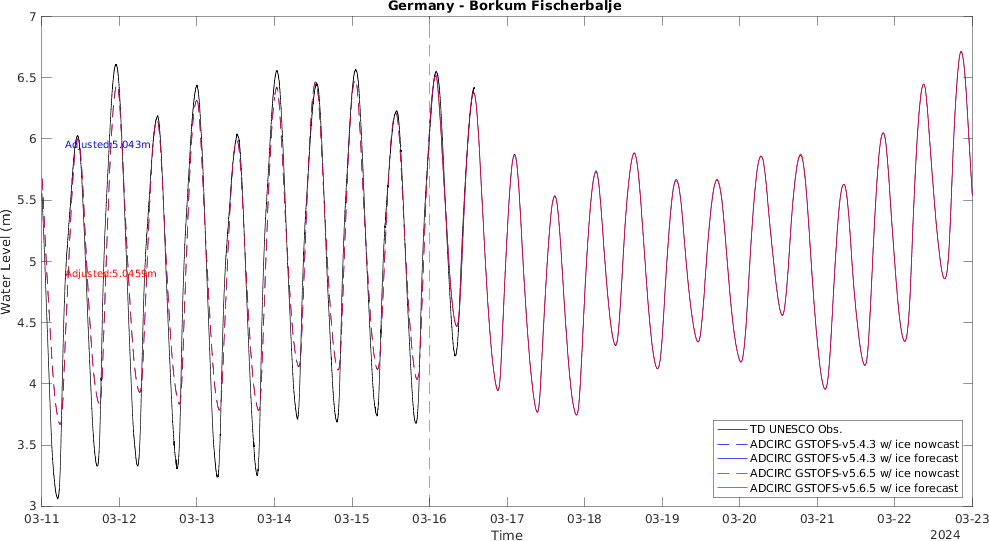 Germany - Borkum Fischerbalje
7
6.5
6
5.5
5
4.5
4
3.5
3
Water Level (m)
Adjusted:5.043m
Adjusted:5.0459m
TD UNESCO Obs.
ADCIRC GSTOFS-v5.4.3 w/ ice nowcast
ADCIRC GSTOFS-v5.4.3 w/ ice forecast
ADCIRC GSTOFS-v5.6.5 w/ ice nowcast
ADCIRC GSTOFS-v5.6.5 w/ ice forecast
03-11 03-12 03-13 03-14 03-15 03-16 03-17 03-18 03-19 03-20 03-21 03-22 03-23
Time
2024